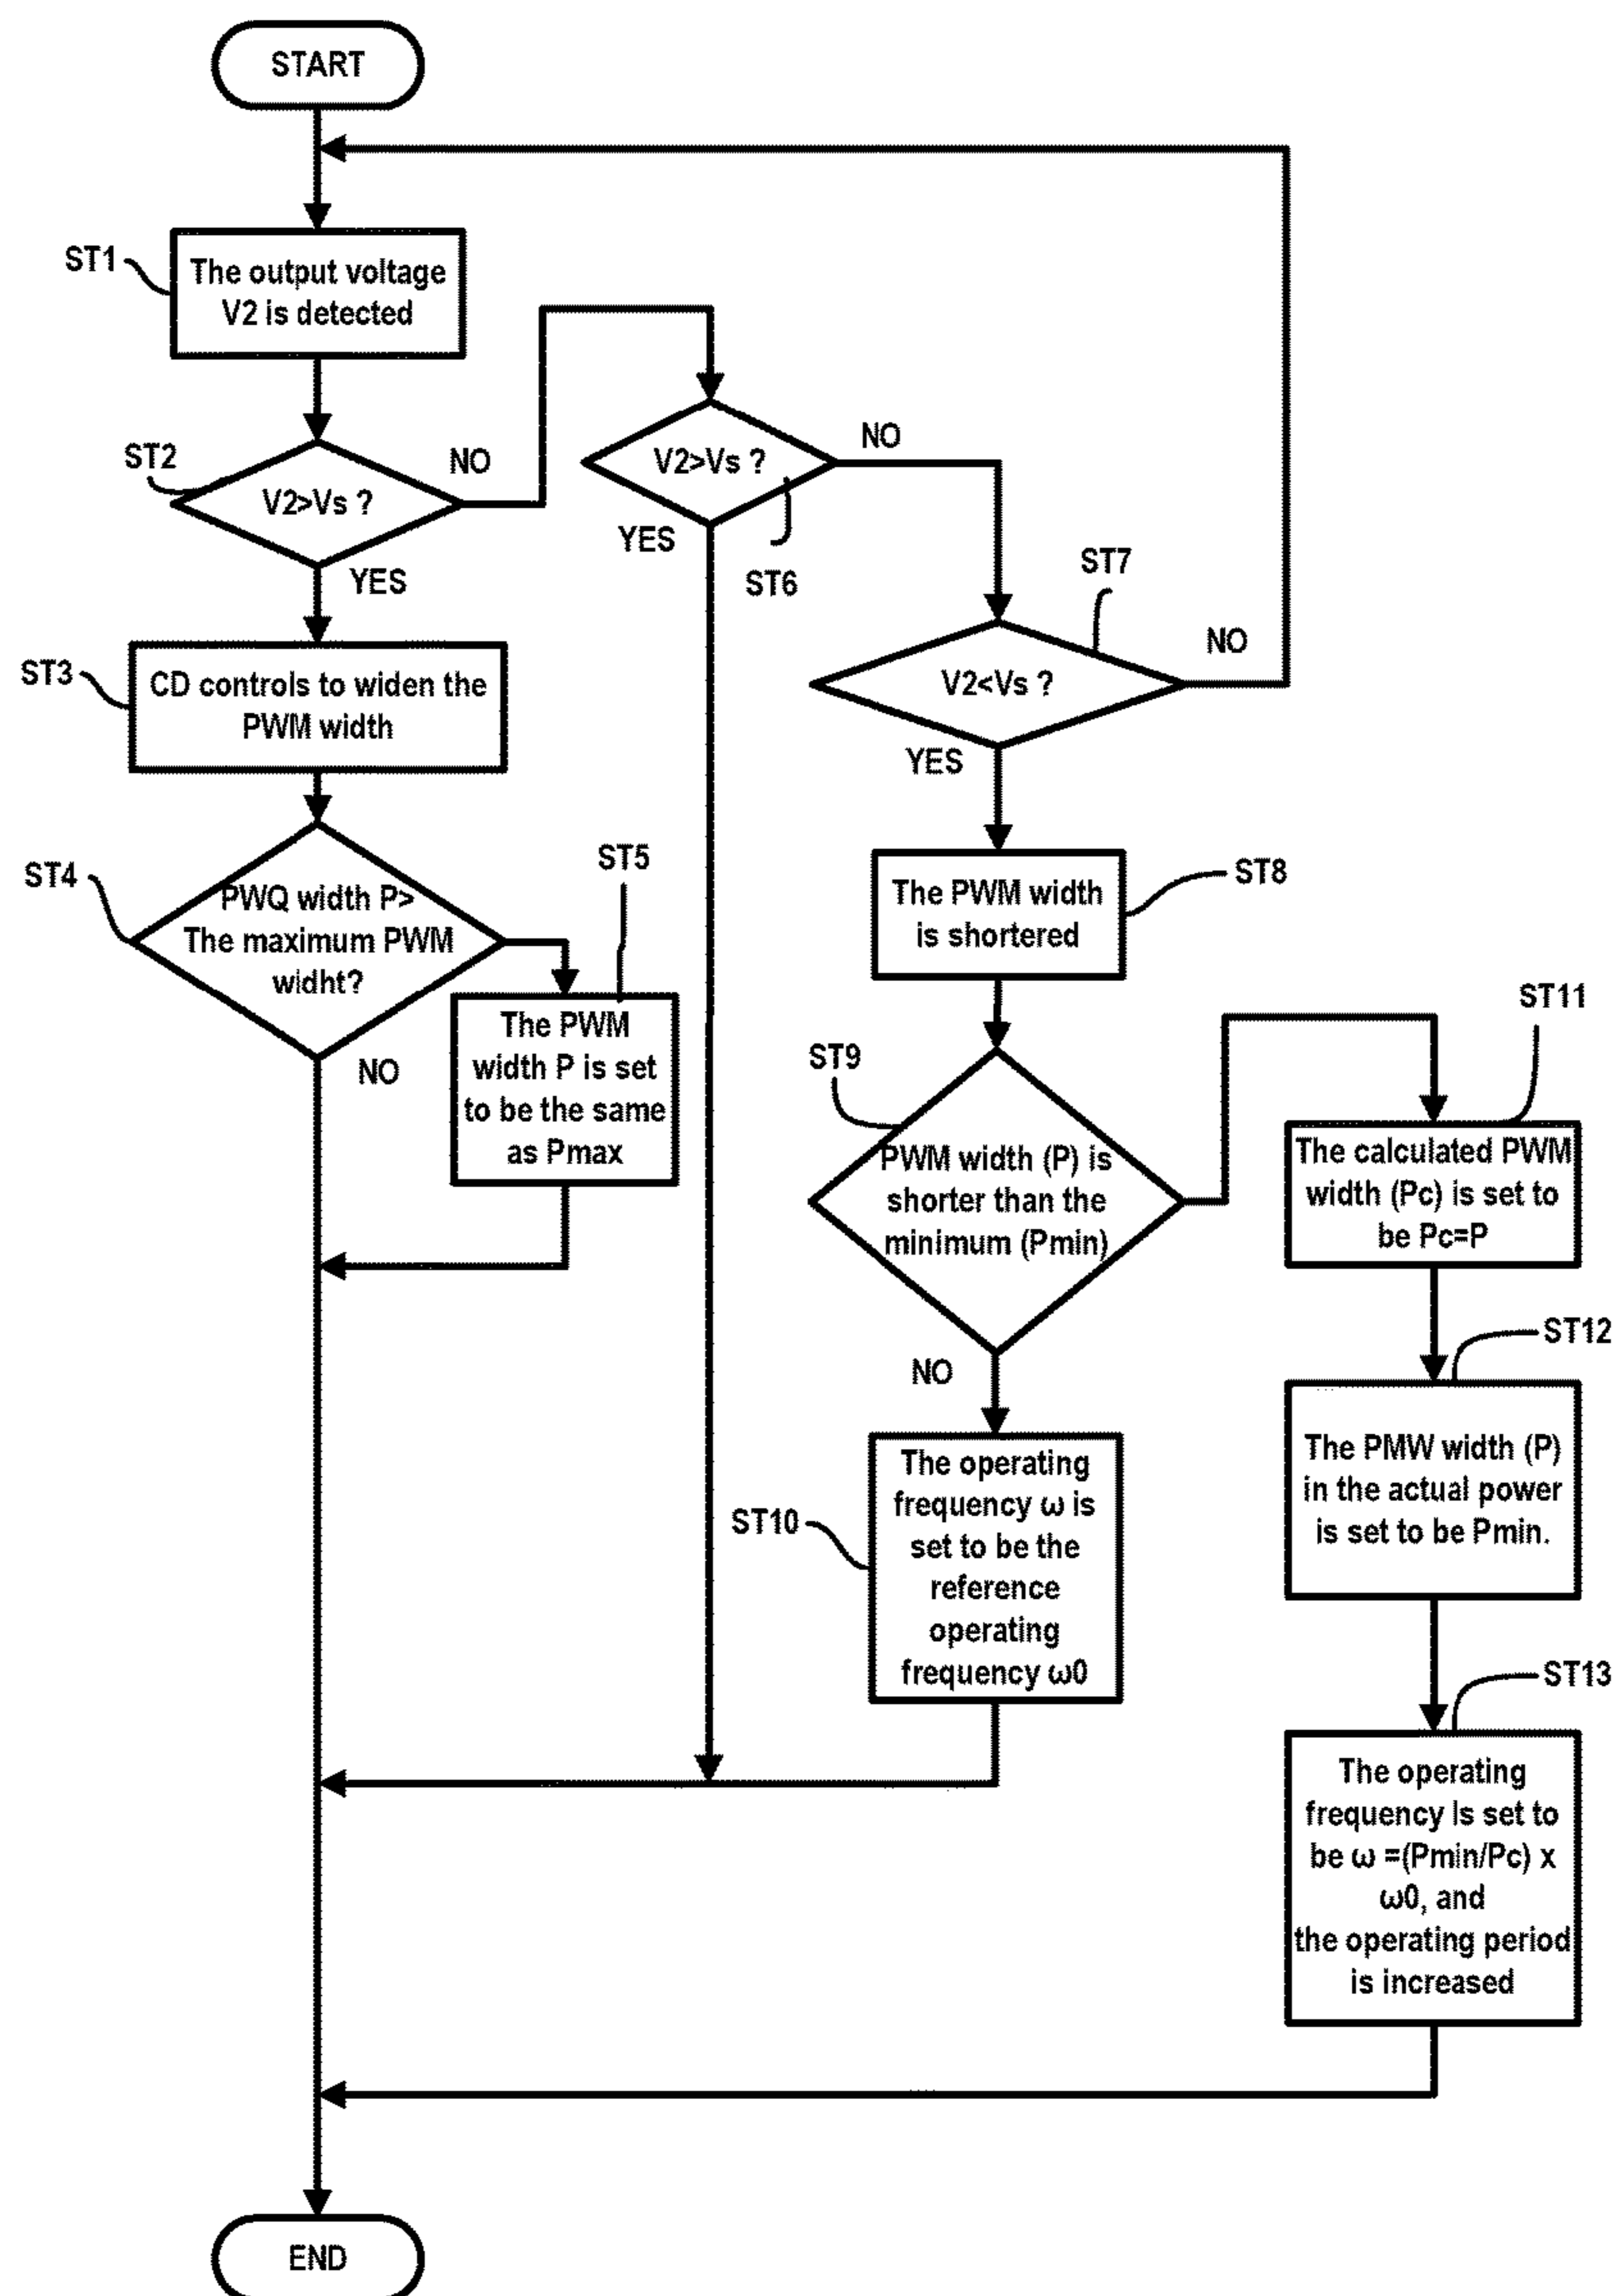 START
ST1
The output voltage
V2 is detected
ST2
V2>Vs ?
NO
YES
V2>Vs ?
NO
YES
ST6
ST7
V2<Vs ?
NO
YES
ST3
CD controls to widen the
PWM width
ST4
PWQ width P>
The maximum PWM
widht?
NO
ST5
The PWM
width P is set
to be the same
as Pmax
ST8
The PWM width
is shortered
ST9
PWM width (P) is
shorter than the
minimum (Pmin)
NO
ST10
The operating
frequency ω is
set to be the
reference
operating
frequency ω0
ST11
The calculated PWM
width (Pc) is set to
be Pc=P
ST12
The PMW width (P)
in the actual power
is set to be Pmin.
ST13
The operating
frequency is set to
be ω =(Pmin/Pc) x
ω0, and
the operating period
is increased
END